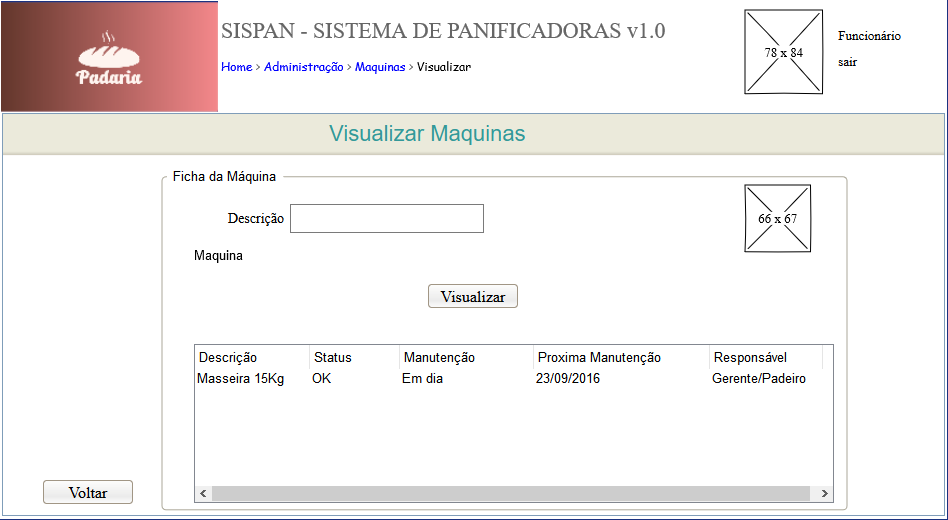 Padaria
SISPAN - SISTEMA DE PANIFICADORAS v1.0
Home > Administração > Maquinas > Visualizar
78 x 84
Funcionário
sair
Visualizar Maquinas
Ficha da Máquina
Descrição
66 x 67
Maquina
Visualizar
Descrição Status Manutenção Proxima Manutenção Responsável
Masseira 15Kg OK Em dia 23/09/2016 Gerente/Padeiro
Voltar